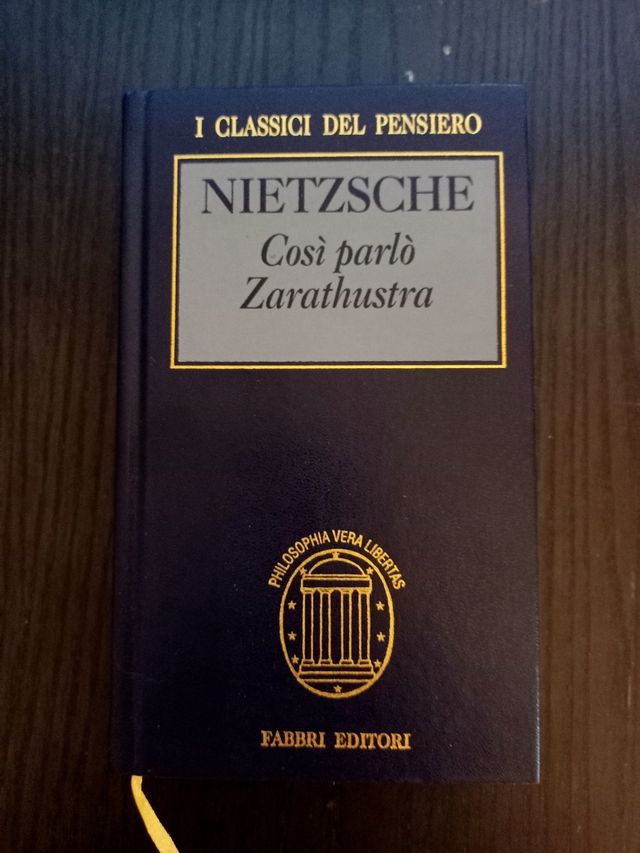 I CLASSICI DEL PENSIERO
NIETZSCHE
Così parlò
Zarathustra
PHILOSOPHIA VERA LIBERTAS
FABBRI EDITORI